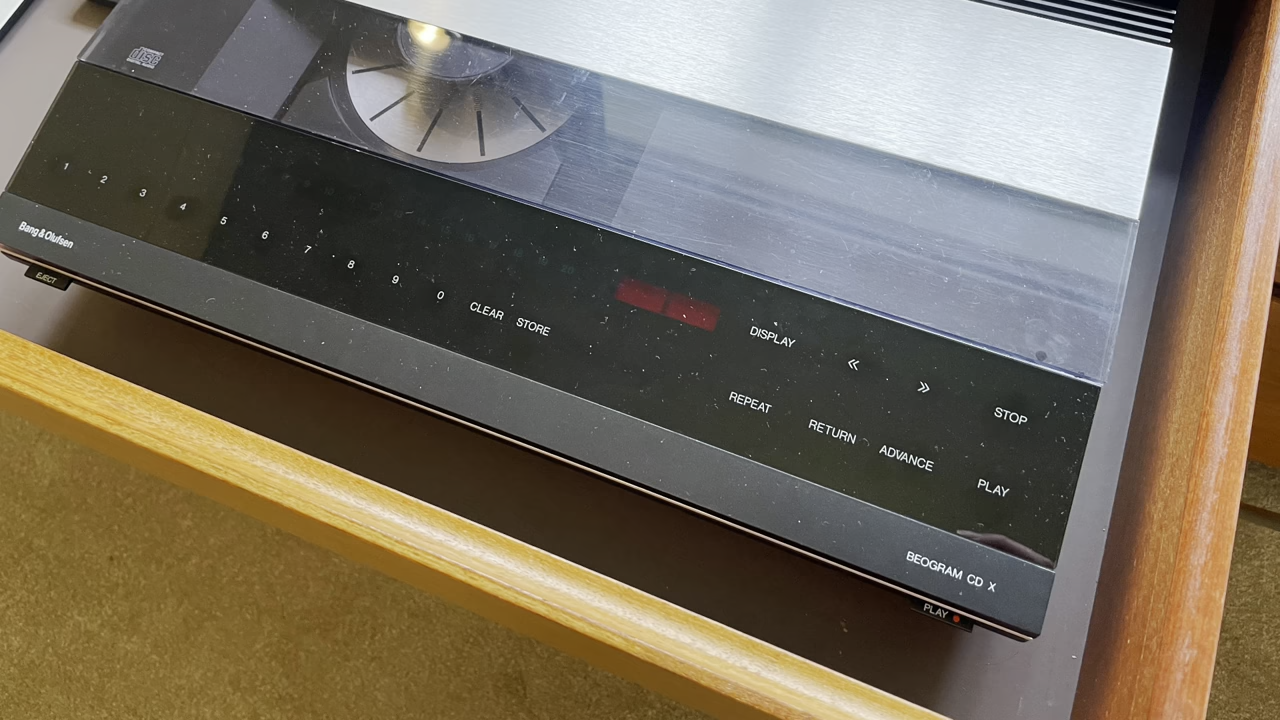 disc
1 2 3 4 5 6 7 8 9 0 CLEAR STORE
DISPLAY « »
STOP
REPEAT RETURN ADVANCE PLAY
Bang & Olufsen
BEOGRAM CD X
EJECT
PLAY